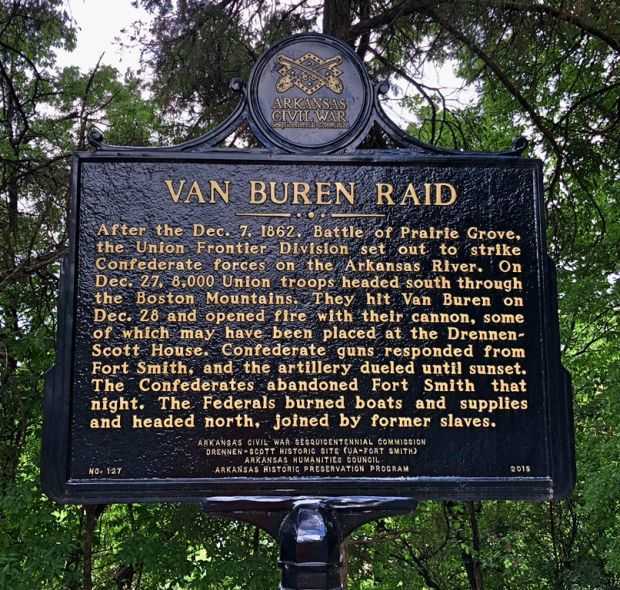 ARKANSAS
CIVIL WAR
VAN BUREN RAID
After the Dec. 7, 1862, Battle of Prairie Grove,
the Union Frontier Division set out to strike
Confederate forces on the Arkansas River. On
Dec. 27, 8,000 Union troops headed south through
the Boston Mountains. They hit Van Buren on
Dec. 28 and opened fire with their cannon, some
of which may have been placed at the Drennen-
Scott House. Confederate guns responded from
Fort Smith, and the artillery dueled until sunset.
The Confederates abandoned Fort Smith that
night. The Federals burned boats and supplies
and headed north, joined by former slaves.
ARKANSAS CIVIL WAR SESQUICENTENNIAL COMMISSION
DRENNEN-SCOTT HISTORIC SITE (UA-FORT SMITH)
ARKANSAS HUMANITIES COUNCIL
NO. 127 ARKANSAS HISTORIC PRESERVATION PROGRAM 2015